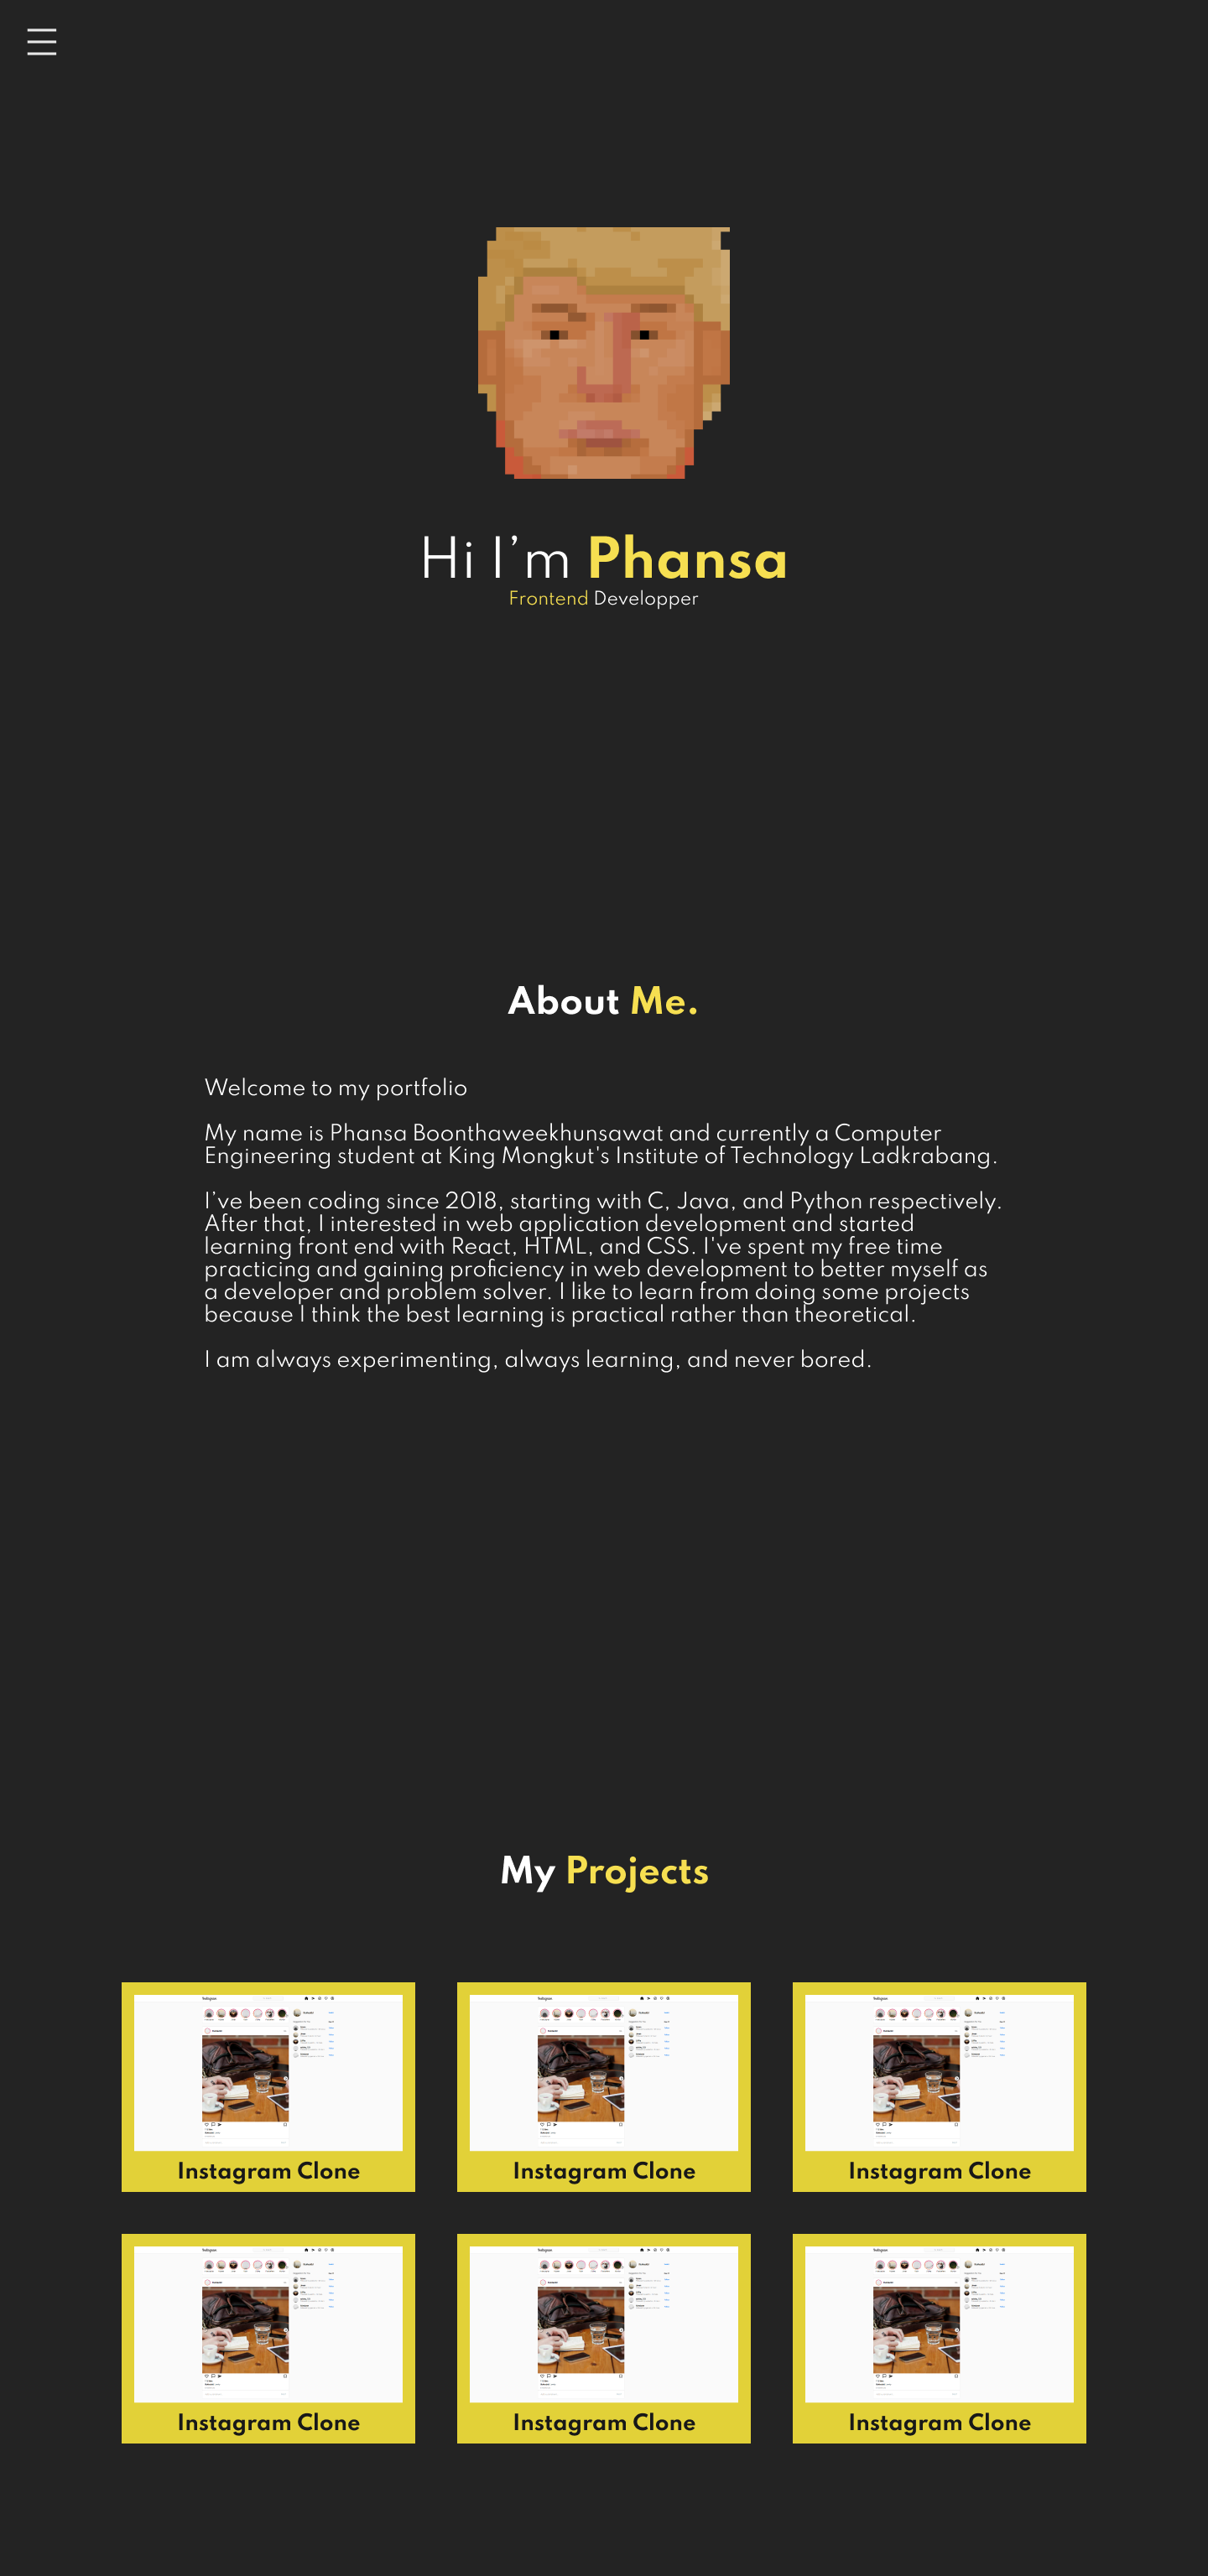 Hi I’m Phansa
Frontend Developper
About Me.
Welcome to my portfolio
My name is Phansa Boonthaweekhunsawat and currently a Computer
Engineering student at King Mongkut's Institute of Technology Ladkrabang.
I’ve been coding since 2018, starting with C, Java, and Python respectively.
After that, I interested in web application development and started
learning front end with React, HTML, and CSS. I've spent my free time
practicing and gaining proficiency in web development to better myself as
a developer and problem solver. I like to learn from doing some projects
because I think the best learning is practical rather than theoretical.
I am always experimenting, always learning, and never bored.
My Projects
Instagram Clone
Instagram Clone
Instagram Clone
Instagram Clone
Instagram Clone
Instagram Clone